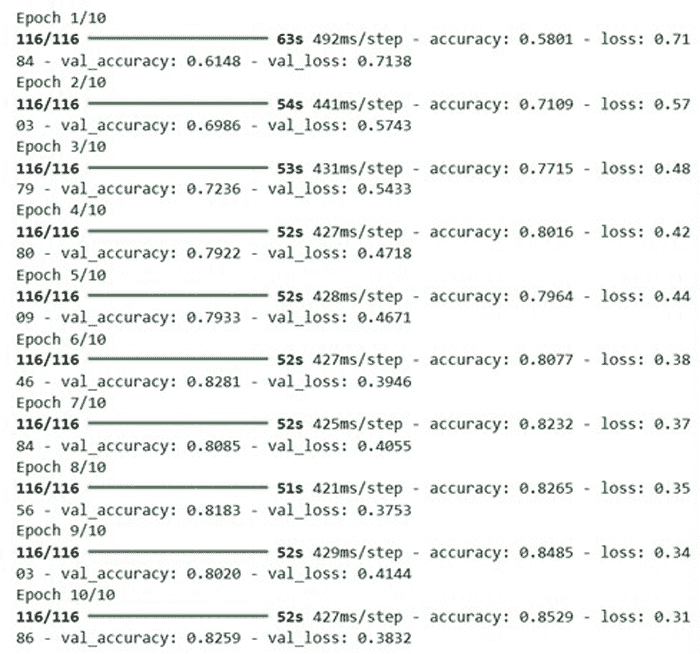 Epoch 1/10
116/116 ━━━━━━━━━━━━━━━━━━━━ 63s 492ms/step - accuracy: 0.5801 - loss: 0.71
84 - val_accuracy: 0.6148 - val_loss: 0.7138
Epoch 2/10
116/116 ━━━━━━━━━━━━━━━━━━━━ 54s 441ms/step - accuracy: 0.7109 - loss: 0.57
03 - val_accuracy: 0.6986 - val_loss: 0.5743
Epoch 3/10
116/116 ━━━━━━━━━━━━━━━━━━━━ 53s 431ms/step - accuracy: 0.7715 - loss: 0.48
79 - val_accuracy: 0.7236 - val_loss: 0.5433
Epoch 4/10
116/116 ━━━━━━━━━━━━━━━━━━━━ 52s 427ms/step - accuracy: 0.8016 - loss: 0.42
80 - val_accuracy: 0.7922 - val_loss: 0.4718
Epoch 5/10
116/116 ━━━━━━━━━━━━━━━━━━━━ 52s 428ms/step - accuracy: 0.7964 - loss: 0.44
09 - val_accuracy: 0.7933 - val_loss: 0.4671
Epoch 6/10
116/116 ━━━━━━━━━━━━━━━━━━━━ 52s 427ms/step - accuracy: 0.8077 - loss: 0.38
46 - val_accuracy: 0.8281 - val_loss: 0.3946
Epoch 7/10
116/116 ━━━━━━━━━━━━━━━━━━━━ 52s 425ms/step - accuracy: 0.8232 - loss: 0.37
84 - val_accuracy: 0.8085 - val_loss: 0.4055
Epoch 8/10
116/116 ━━━━━━━━━━━━━━━━━━━━ 51s 421ms/step - accuracy: 0.8265 - loss: 0.35
56 - val_accuracy: 0.8183 - val_loss: 0.3753
Epoch 9/10
116/116 ━━━━━━━━━━━━━━━━━━━━ 52s 429ms/step - accuracy: 0.8485 - loss: 0.34
03 - val_accuracy: 0.8020 - val_loss: 0.4144
Epoch 10/10
116/116 ━━━━━━━━━━━━━━━━━━━━ 52s 427ms/step - accuracy: 0.8529 - loss: 0.31
86 - val_accuracy: 0.8259 - val_loss: 0.3832